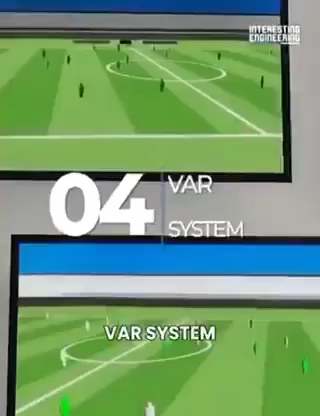 INTERESTING
ENGINEERING
04
VAR
SYSTEM
VAR SYSTEM